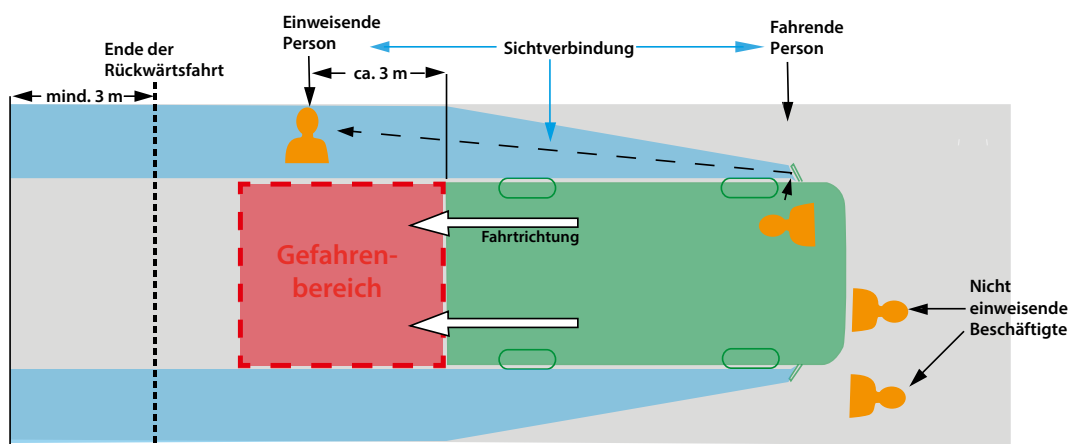 Einweisende
Person
Fahrende
Person
Sichtverbindung
Ende der
Rückwärtsfahrt
ca. 3 m
mind. 3 m
Fahrtrichtung
Gefahren-
bereich
Nicht
einweisende
Beschäftigte